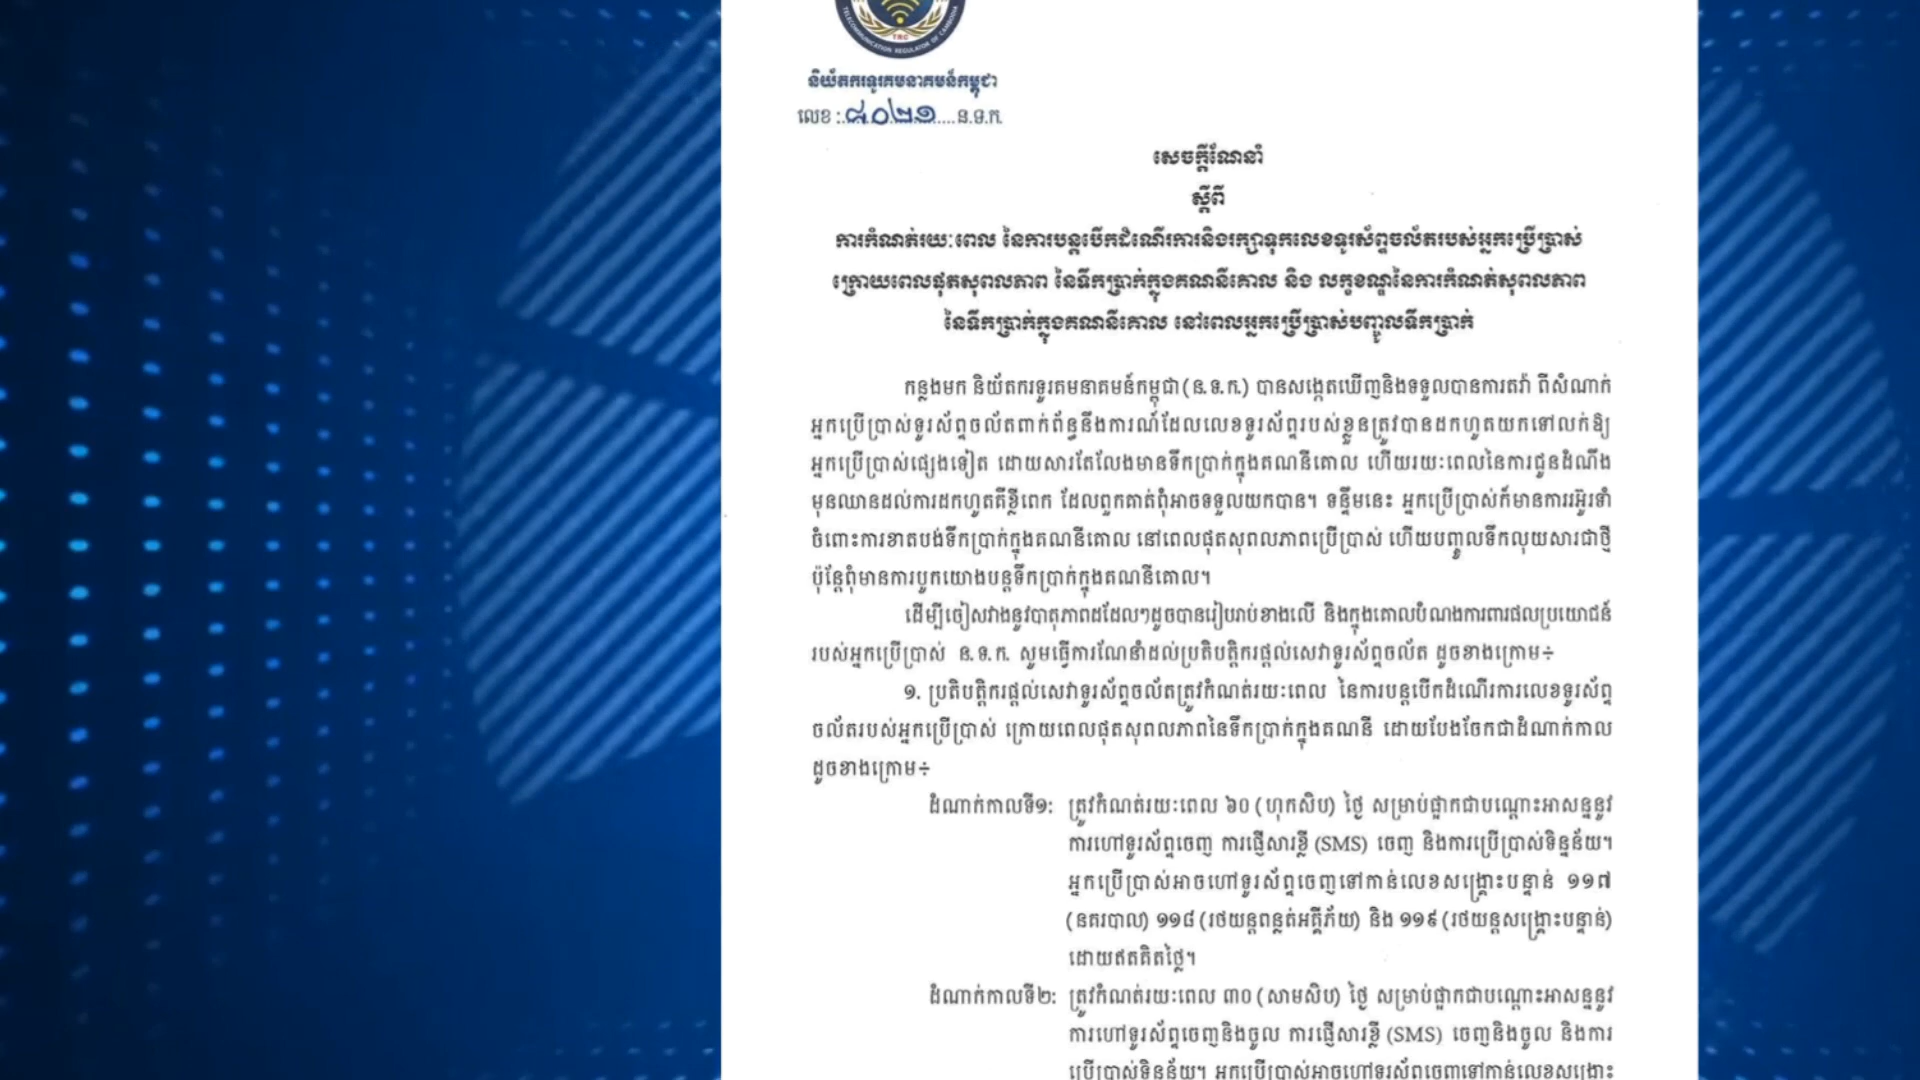 TELECOMMUNICATION REGULATOR OF CAMBODIA
TRC
និយ័តករទូរគមនាគមន៍កម្ពុជា
លេខ :៨០២១ ន.ទ.ក.
សេចក្តីណែនាំ
ស្តីពី
ការកំណត់រយៈពេល នៃការបន្តបើកដំណើរការនិងរក្សាទុកលេខទូរស័ព្ទចល័តរបស់អ្នកប្រើប្រាស់
ក្រោយពេលផុតសុពលភាព នៃទឹកប្រាក់ក្នុងគណនីគោល និង លក្ខខណ្ឌនៃការកំណត់សុពលភាព
នៃទឹកប្រាក់ក្នុងគណនីគោល នៅពេលអ្នកប្រើប្រាស់បញ្ចូលទឹកប្រាក់
កន្លងមក និយ័តករទូរគមនាគមន៍កម្ពុជា (ន.ទ.ក.) បានសង្កេតឃើញនិងទទួលបានការតវ៉ា ពីសំណាក់
អ្នកប្រើប្រាស់ទូរស័ព្ទចល័តពាក់ព័ន្ធនឹងការណ៍ដែលលេខទូរស័ព្ទរបស់ខ្លួនត្រូវបានដកហូតយកទៅលក់ឱ្យ
អ្នកប្រើប្រាស់ផ្សេងទៀត ដោយសារតែលែងមានទឹកប្រាក់ក្នុងគណនីគោល ហើយរយៈពេលនៃការជូនដំណឹង
មុនឈានដល់ការដកហូតគឺខ្លីពេក ដែលពួកគាត់ពុំអាចទទួលយកបាន។ ទន្ទឹមនេះ អ្នកប្រើប្រាស់ក៏មានការរអ៊ូរទាំ
ចំពោះការខាតបង់ទឹកប្រាក់ក្នុងគណនីគោល នៅពេលផុតសុពលភាពប្រើប្រាស់ ហើយបញ្ចូលទឹកលុយសារជាថ្មី
ប៉ុន្តែពុំមានការបូកយោងបន្តទឹកប្រាក់ក្នុងគណនីគោល។
ដើម្បីចៀសវាងនូវបាតុភាពដដែលៗដូចបានរៀបរាប់ខាងលើ និងក្នុងគោលបំណងការពារផលប្រយោជន៍
របស់អ្នកប្រើប្រាស់ ន.ទ.ក. សូមធ្វើការណែនាំដល់ប្រតិបត្តិករផ្តល់សេវាទូរស័ព្ទចល័ត ដូចខាងក្រោម÷
១. ប្រតិបត្តិករផ្តល់សេវាទូរស័ព្ទចល័តត្រូវកំណត់រយៈពេល នៃការបន្តបើកដំណើរការលេខទូរស័ព្ទ
ចល័តរបស់អ្នកប្រើប្រាស់ ក្រោយពេលផុតសុពលភាពនៃទឹកប្រាក់ក្នុងគណនី ដោយបែងចែកជាដំណាក់កាល
ដូចខាងក្រោម÷
ដំណាក់កាលទី១: ត្រូវកំណត់រយៈពេល ៦០ (ហុកសិប) ថ្ងៃ សម្រាប់ផ្អាកជាបណ្តោះអាសន្ននូវ
ការហៅទូរស័ព្ទចេញ ការផ្ញើសារខ្លី (SMS) ចេញ និងការប្រើប្រាស់ទិន្នន័យ។
អ្នកប្រើប្រាស់អាចហៅទូរស័ព្ទចេញទៅកាន់លេខសង្គ្រោះបន្ទាន់ ១១៧
(នគរបាល) ១១៨ (រថយន្តពន្លត់អគ្គីភ័យ) និង ១១៩ (រថយន្តសង្គ្រោះបន្ទាន់)
ដោយឥតគិតថ្លៃ។
ដំណាក់កាលទី២: ត្រូវកំណត់រយៈពេល ៣០ (សាមសិប) ថ្ងៃ សម្រាប់ផ្អាកជាបណ្តោះអាសន្ននូវ
ការហៅទូរស័ព្ទចេញនិងចូល ការផ្ញើសារខ្លី (SMS) ចេញនិងចូល និងការ
ប្រើប្រាស់ទិន្នន័យ។ អ្នកប្រើប្រាស់អាចហៅទូរស័ព្ទចេញទៅកាន់លេខសង្គ្រោះ